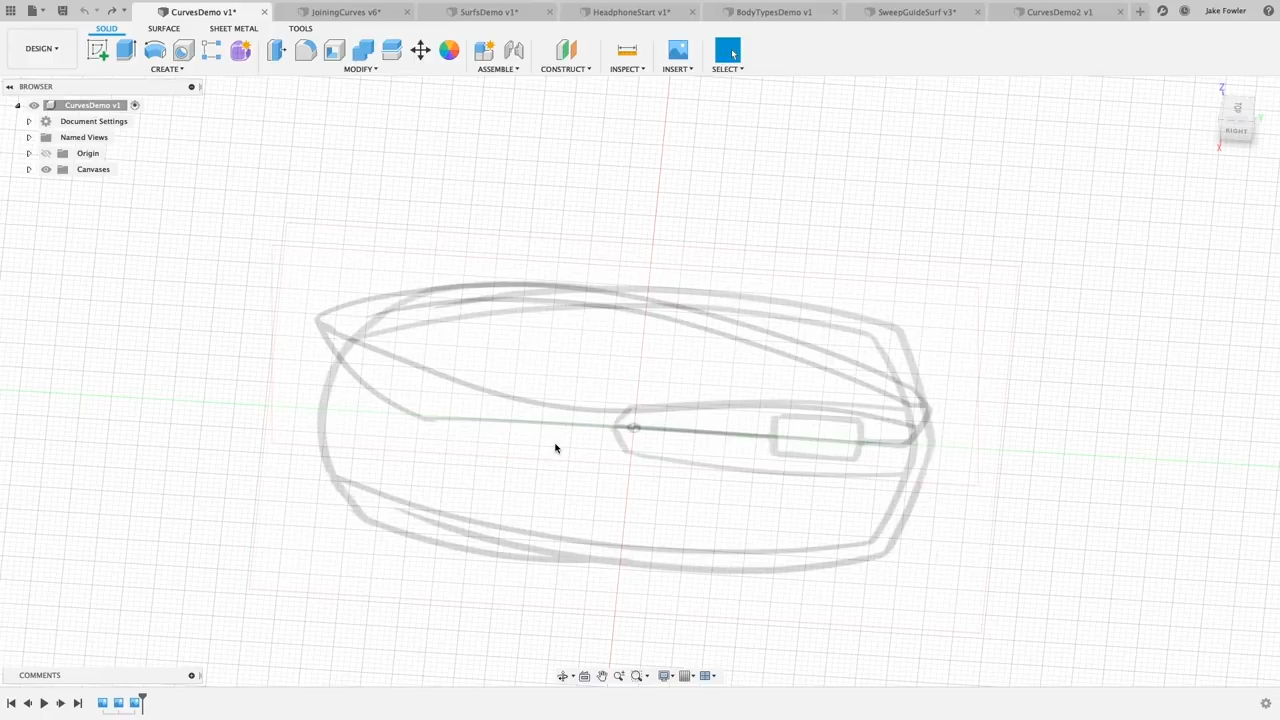 CurvesDemo v1*
JoiningCurves v6*
SurfsDemo v1*
HeadphoneStart v1*
BodyTypesDemo v1
SweepGuideSurf v3*
CurvesDemo2 v1
Jake Fowler
SOLID
SURFACE
SHEET METAL
TOOLS
DESIGN
CREATE
MODIFY
ASSEMBLE
CONSTRUCT
INSPECT
INSERT
SELECT
BROWSER
CurvesDemo v1
Document Settings
Named Views
Origin
Canvases
Z
TOP
Y
RIGHT
X
COMMENTS